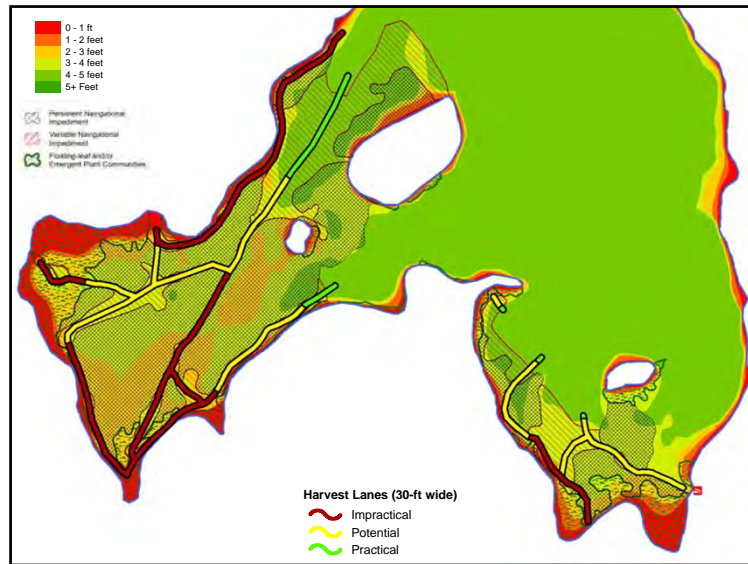 0 - 1 ft
1 - 2 feet
2 - 3 feet
3 - 4 feet
4 - 5 feet
5+ Feet
Persistent Navigational
Impediment
Variable Navigational
Impediment
Floating-leaf and/or
Emergent Plant Communities
Harvest Lanes (30-ft wide)
Impractical
Potential
Practical